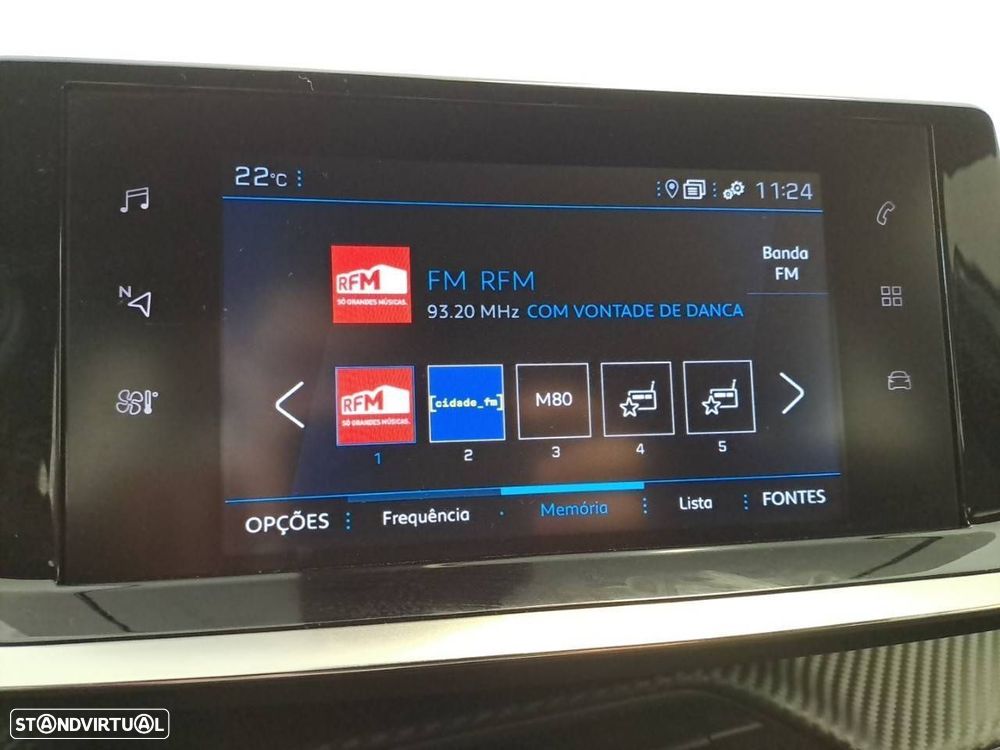 22°C
11:24
Banda
FM
RFM
SÓ GRANDES MÚSICAS.
FM RFM
93.20 MHz COM VONTADE DE DANCA
N
RFM
SÓ GRANDES MÚSICAS.
[cidade_fm]
M80
1 2 3 4 5
OPÇÕES Frequência Memória Lista FONTES
STANDVIRTUAL